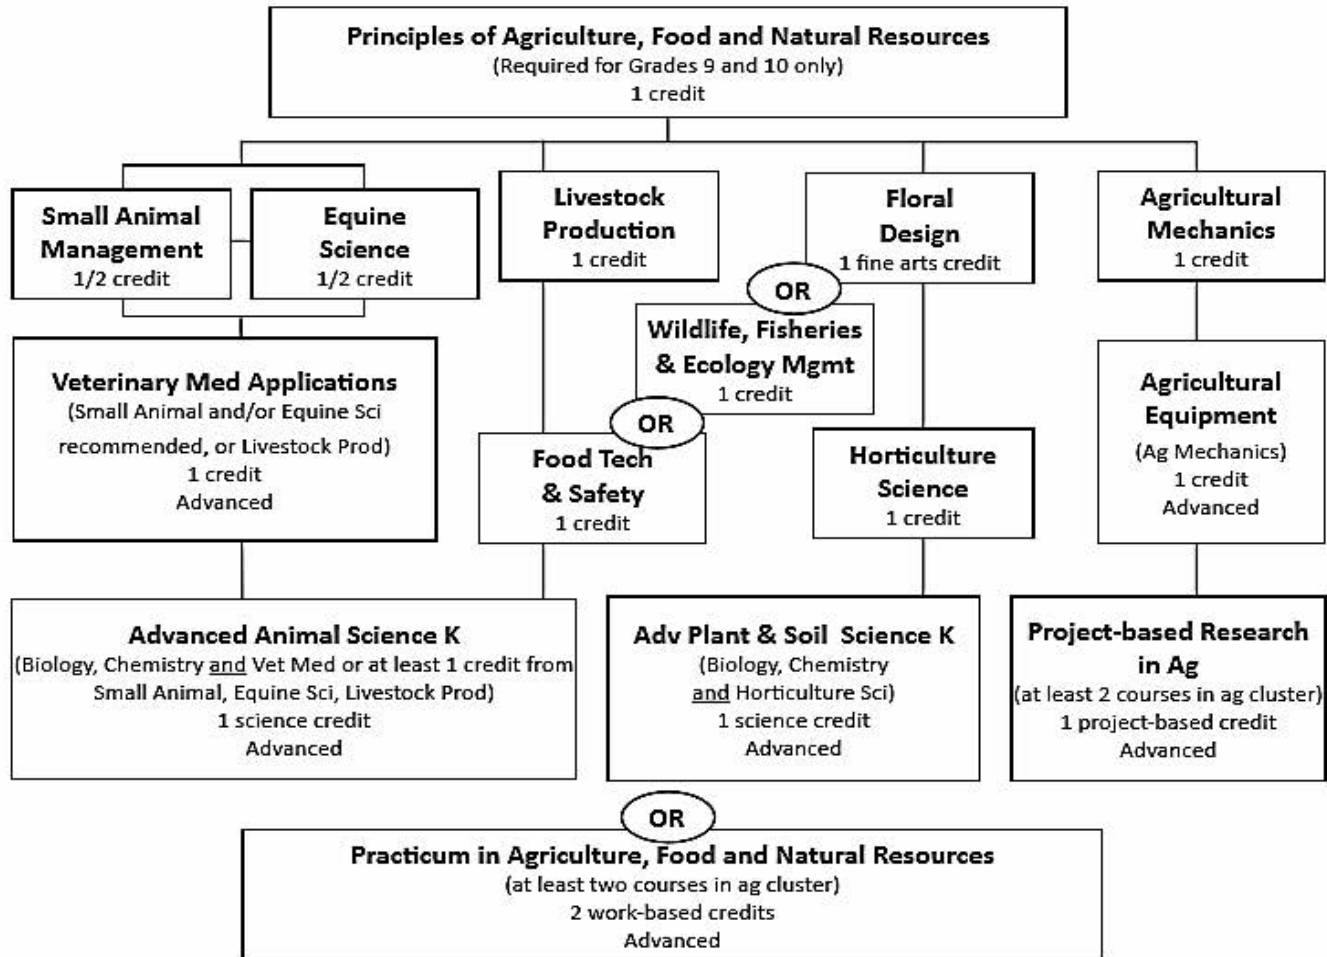 Principles of Agriculture, Food and Natural Resources
(Required for Grades 9 and 10 only)
1 credit
Small Animal
Management
1/2 credit
Equine
Science
1/2 credit
Livestock
Production
1 credit
Floral
Design
1 fine arts credit
Agricultural
Mechanics
1 credit
OR
Wildlife, Fisheries
& Ecology Mgmt
1 credit
OR
Veterinary Med Applications
(Small Animal and/or Equine Sci
recommended, or Livestock Prod)
1 credit
Advanced
Food Tech
& Safety
1 credit
Horticulture
Science
1 credit
Agricultural
Equipment
(Ag Mechanics)
1 credit
Advanced
Advanced Animal Science K
(Biology, Chemistry and Vet Med or at least 1 credit from
Small Animal, Equine Sci, Livestock Prod)
1 science credit
Advanced
Adv Plant & Soil Science K
(Biology, Chemistry
and Horticulture Sci)
1 science credit
Advanced
Project-based Research
in Ag
(at least 2 courses in ag cluster)
1 project-based credit
Advanced
OR
Practicum in Agriculture, Food and Natural Resources
(at least two courses in ag cluster)
2 work-based credits
Advanced